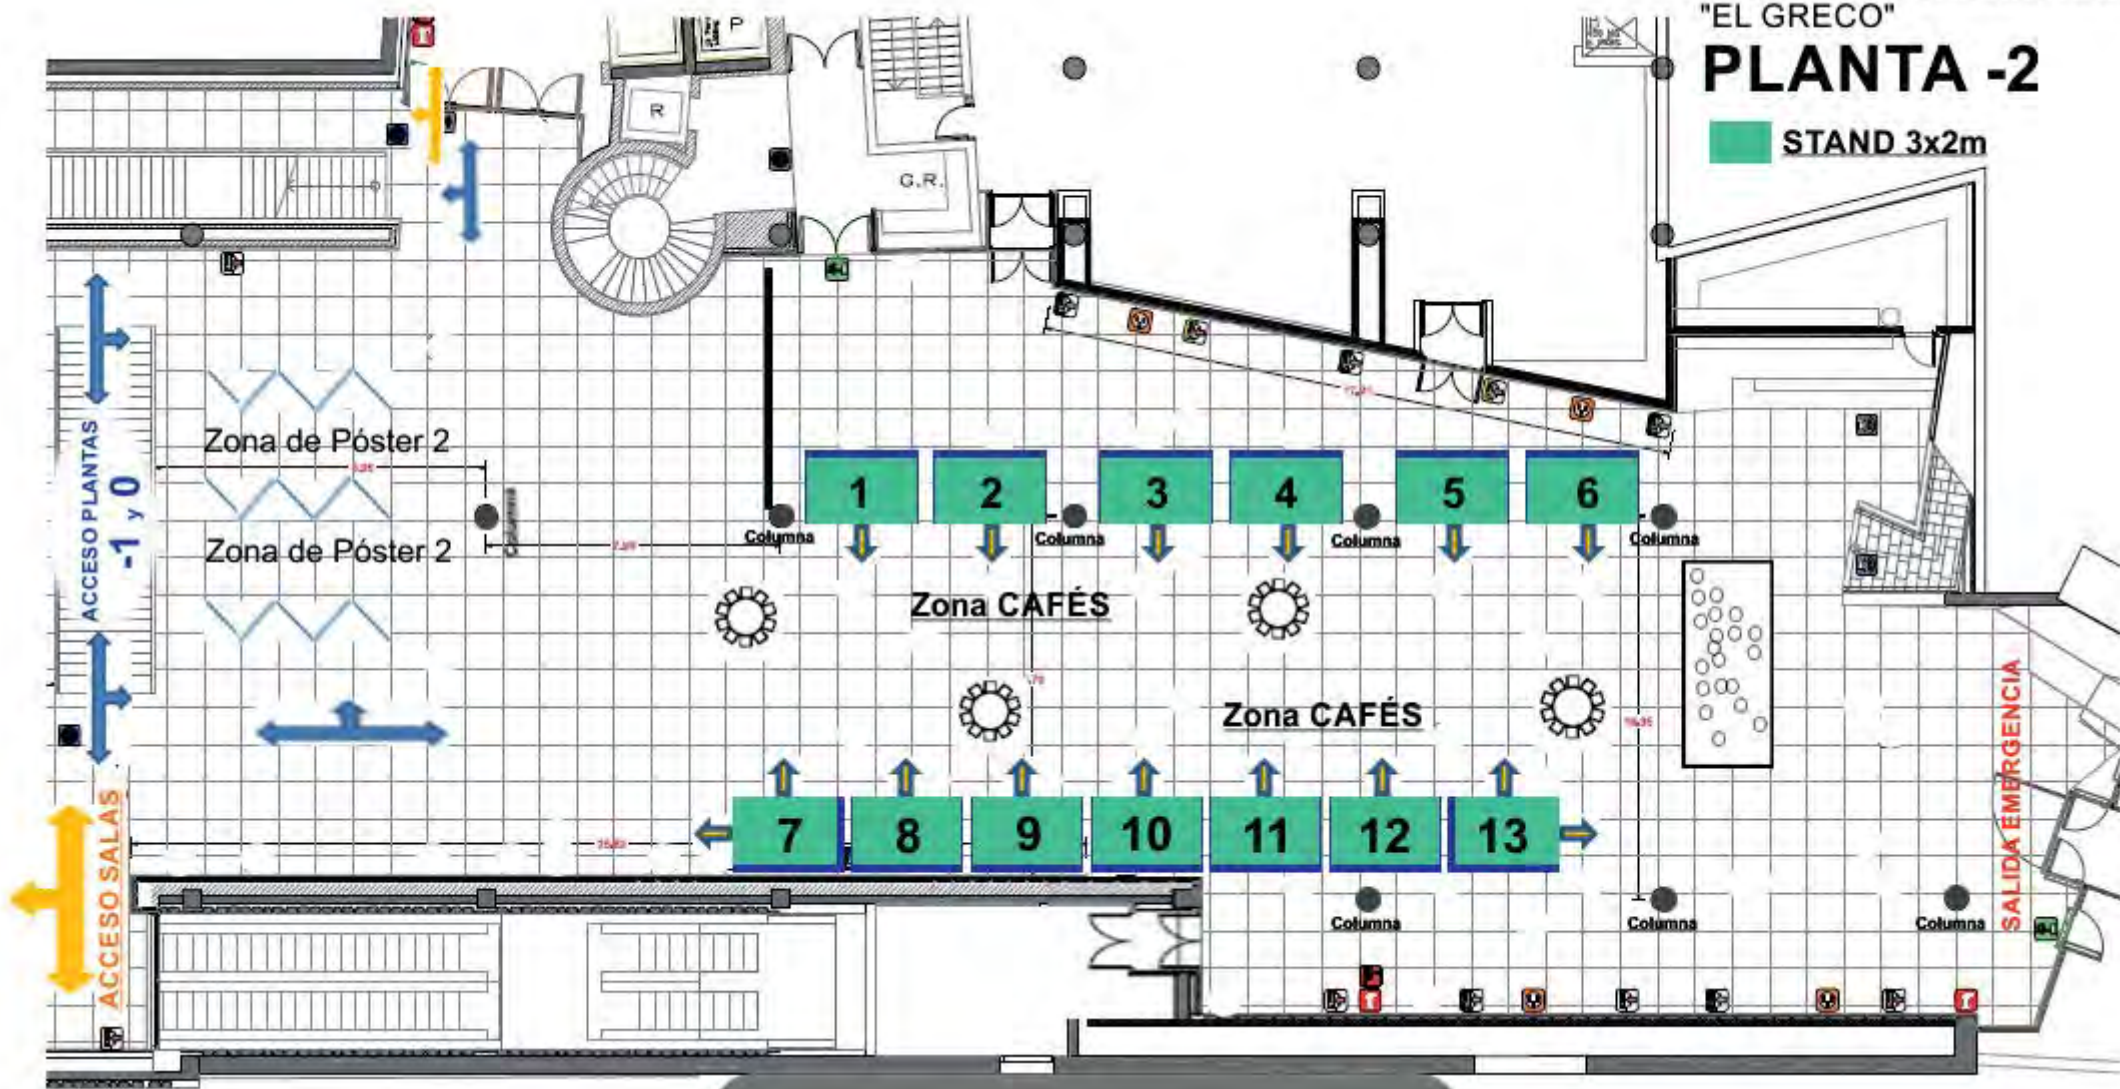 "EL GRECO"
PLANTA -2
STAND 3x2m
P
R
G.R.
ACCESO PLANTAS
-1 y 0
Zona de Póster 2
Zona de Póster 2
Columna
Columna
Columna
Columna
Columna
1
2
3
4
5
6
Zona CAFÉS
Zona CAFÉS
7
8
9
10
11
12
13
ACCESO SALAS
SALIDA EMERGENCIA
Columna
Columna
Columna